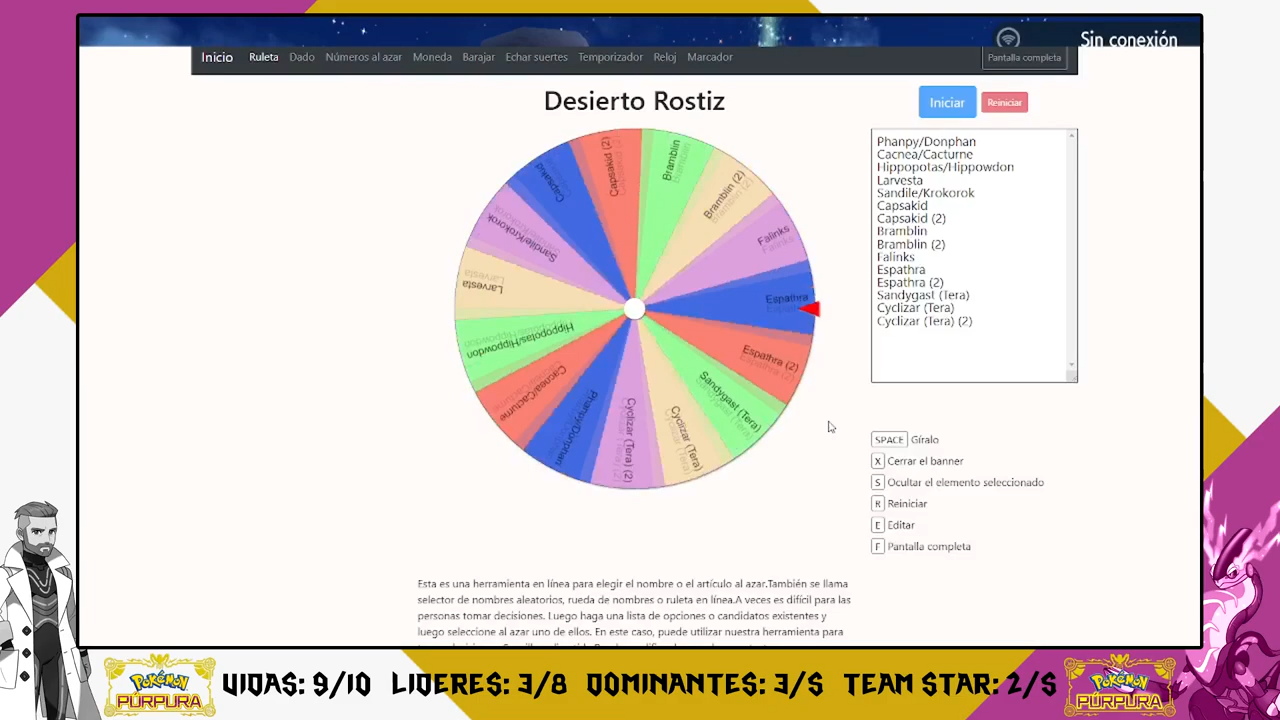 Sin conexión
Inicio Ruleta Dado Números al azar Moneda Barajar Echar suertes Temporizador Reloj Marcador Pantalla completa
Desierto Rostiz
Iniciar Reiniciar
Phanpy/Donphan
Cacnea/Cacturne
Hippopotas/Hippowdon
Larvesta
Sandile/Krokorok
Capsakid
Capsakid (2)
Bramblin
Bramblin (2)
Falinks
Espathra
Espathra (2)
Sandygast (Tera)
Cyclizar (Tera)
Cyclizar (Tera) (2)
Capsakid
Capsakid (2)
Bramblin
Bramblin (2)
Falinks
Espathra
Espathra (2)
Sandygast (Tera)
Cyclizar (Tera)
Cyclizar (Tera) (2)
Phanpy/Donphan
Cacnea/Cacturne
Hippopotas/Hippowdon
Larvesta
Sandile/Krokorok
SPACE Gíralo
X Cerrar el banner
S Ocultar el elemento seleccionado
R Reiniciar
E Editar
F Pantalla completa
Esta es una herramienta en línea para elegir el nombre o el artículo al azar.También se llama
selector de nombres aleatorios, rueda de nombres o ruleta en línea.A veces es difícil para las
personas tomar decisiones. Luego haga una lista de opciones o candidatos existentes y
luego seleccione al azar uno de ellos. En este caso, puede utilizar nuestra herramienta para
Pokémon PÚRPURA
VIDAS: 9/10 LIDERES: 3/8 DOMINANTES: 3/5 TEAM STAR: 2/5
Pokémon PÚRPURA